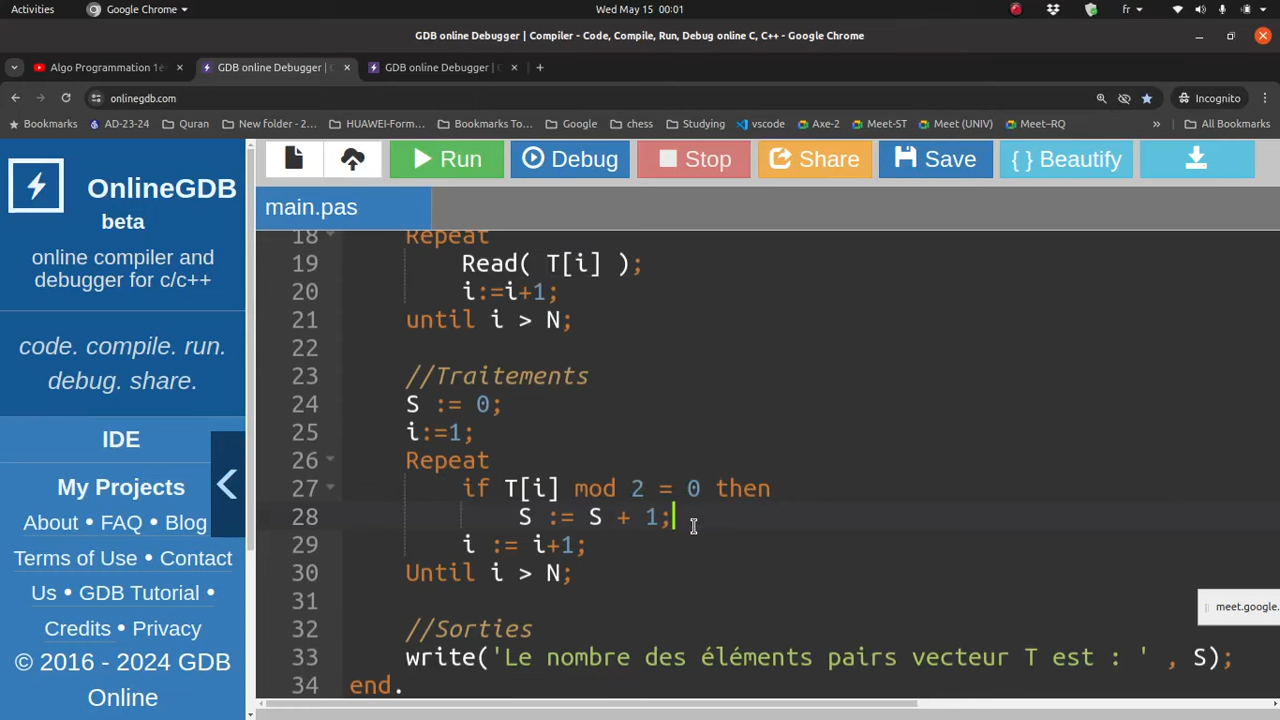 Activities Google Chrome Wed May 15 00:01 fr
GDB online Debugger | Compiler - Code, Compile, Run, Debug online C, C++ - Google Chrome
Algo Programmation 1è × GDB online Debugger | × GDB online Debugger | × +
onlinegdb.com Incognito
Bookmarks AD-23-24 Quran New folder - 2… HUAWEI-Form… Bookmarks To… Google chess Studying vscode Axe-2 Meet-ST Meet (UNIV) Meet–RQ » All Bookmarks
Run Debug Stop Share Save { } Beautify
OnlineGDB
beta
online compiler and
debugger for c/c++
code. compile. run.
debug. share.
IDE
My Projects
About • FAQ • Blog
Terms of Use • Contact
Us • GDB Tutorial •
Credits • Privacy
© 2016 - 2024 GDB
Online
main.pas
18 Repeat
19 Read( T[i] );
20 i:=i+1;
21 until i > N;
22
23 //Traitements
24 S := 0;
25 i:=1;
26 Repeat
27 if T[i] mod 2 = 0 then
28 S := S + 1;
29 i := i+1;
30 Until i > N;
31
32 //Sorties
33 write('Le nombre des éléments pairs vecteur T est : ' , S);
34 end.
meet.google.